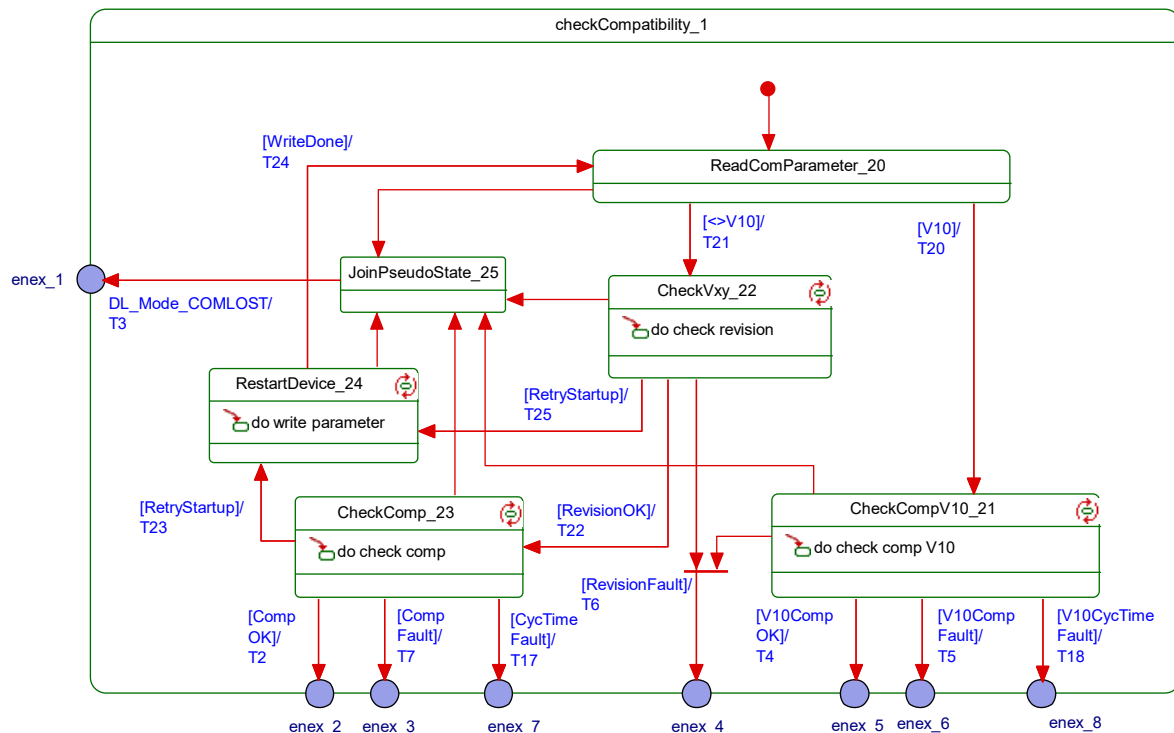 checkCompatibility_1
[WriteDone]/
T24
ReadComParameter_20
[<>V10]/
T21
[V10]/
T20
enex_1
DL_Mode_COMLOST/
T3
JoinPseudoState_25
CheckVxy_22
do check revision
RestartDevice_24
do write parameter
[RetryStartup]/
T25
[RetryStartup]/
T23
CheckComp_23
do check comp
[RevisionOK]/
T22
CheckCompV10_21
do check comp V10
[RevisionFault]/
T6
[Comp
OK]/
T2
[Comp
Fault]/
T7
[CycTime
Fault]/
T17
[V10Comp
OK]/
T4
[V10Comp
Fault]/
T5
[V10CycTime
Fault]/
T18
enex_2
enex_3
enex_7
enex_4
enex_5
enex_6
enex_8